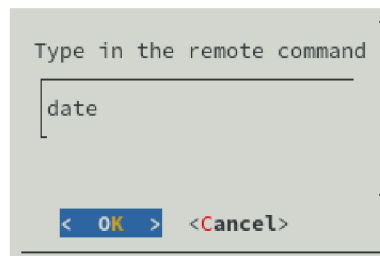 Type in the remote command
date
<  OK  > <Cancel>